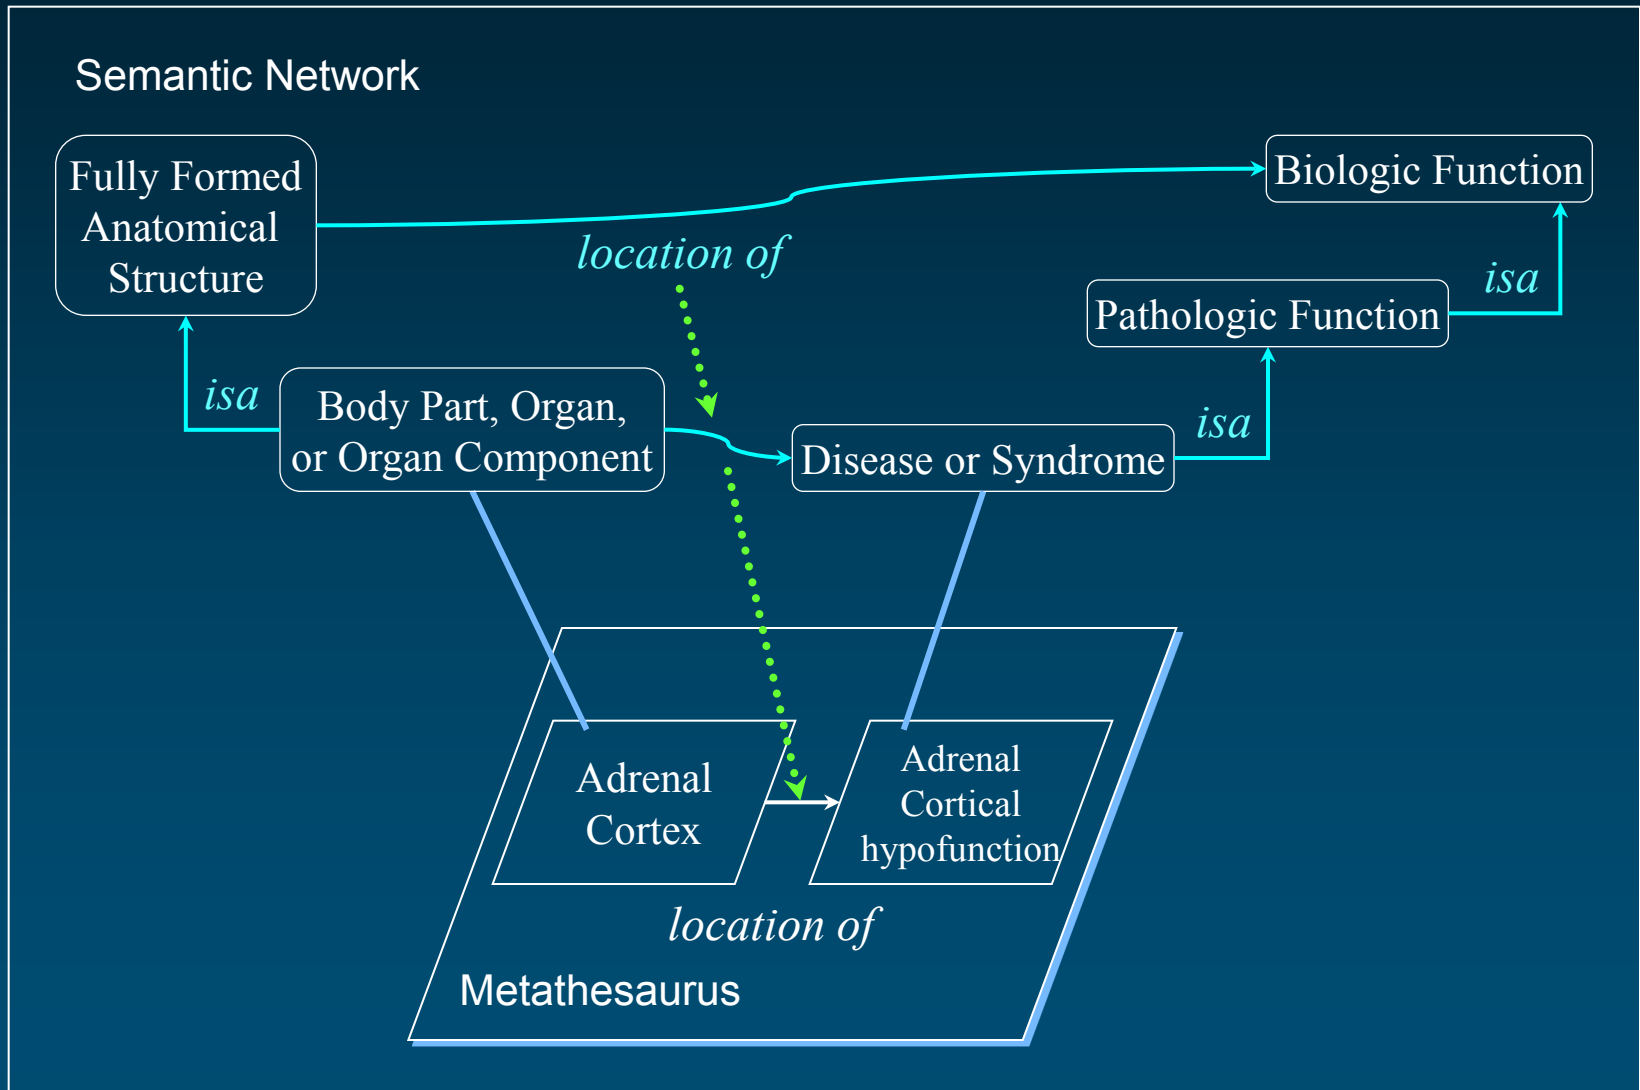 Semantic Network
Fully Formed
Anatomical
Structure
Biologic Function
location of
isa
Pathologic Function
isa
Body Part, Organ,
or Organ Component
isa
Disease or Syndrome
Adrenal
Cortex
Adrenal
Cortical
hypofunction
location of
Metathesaurus